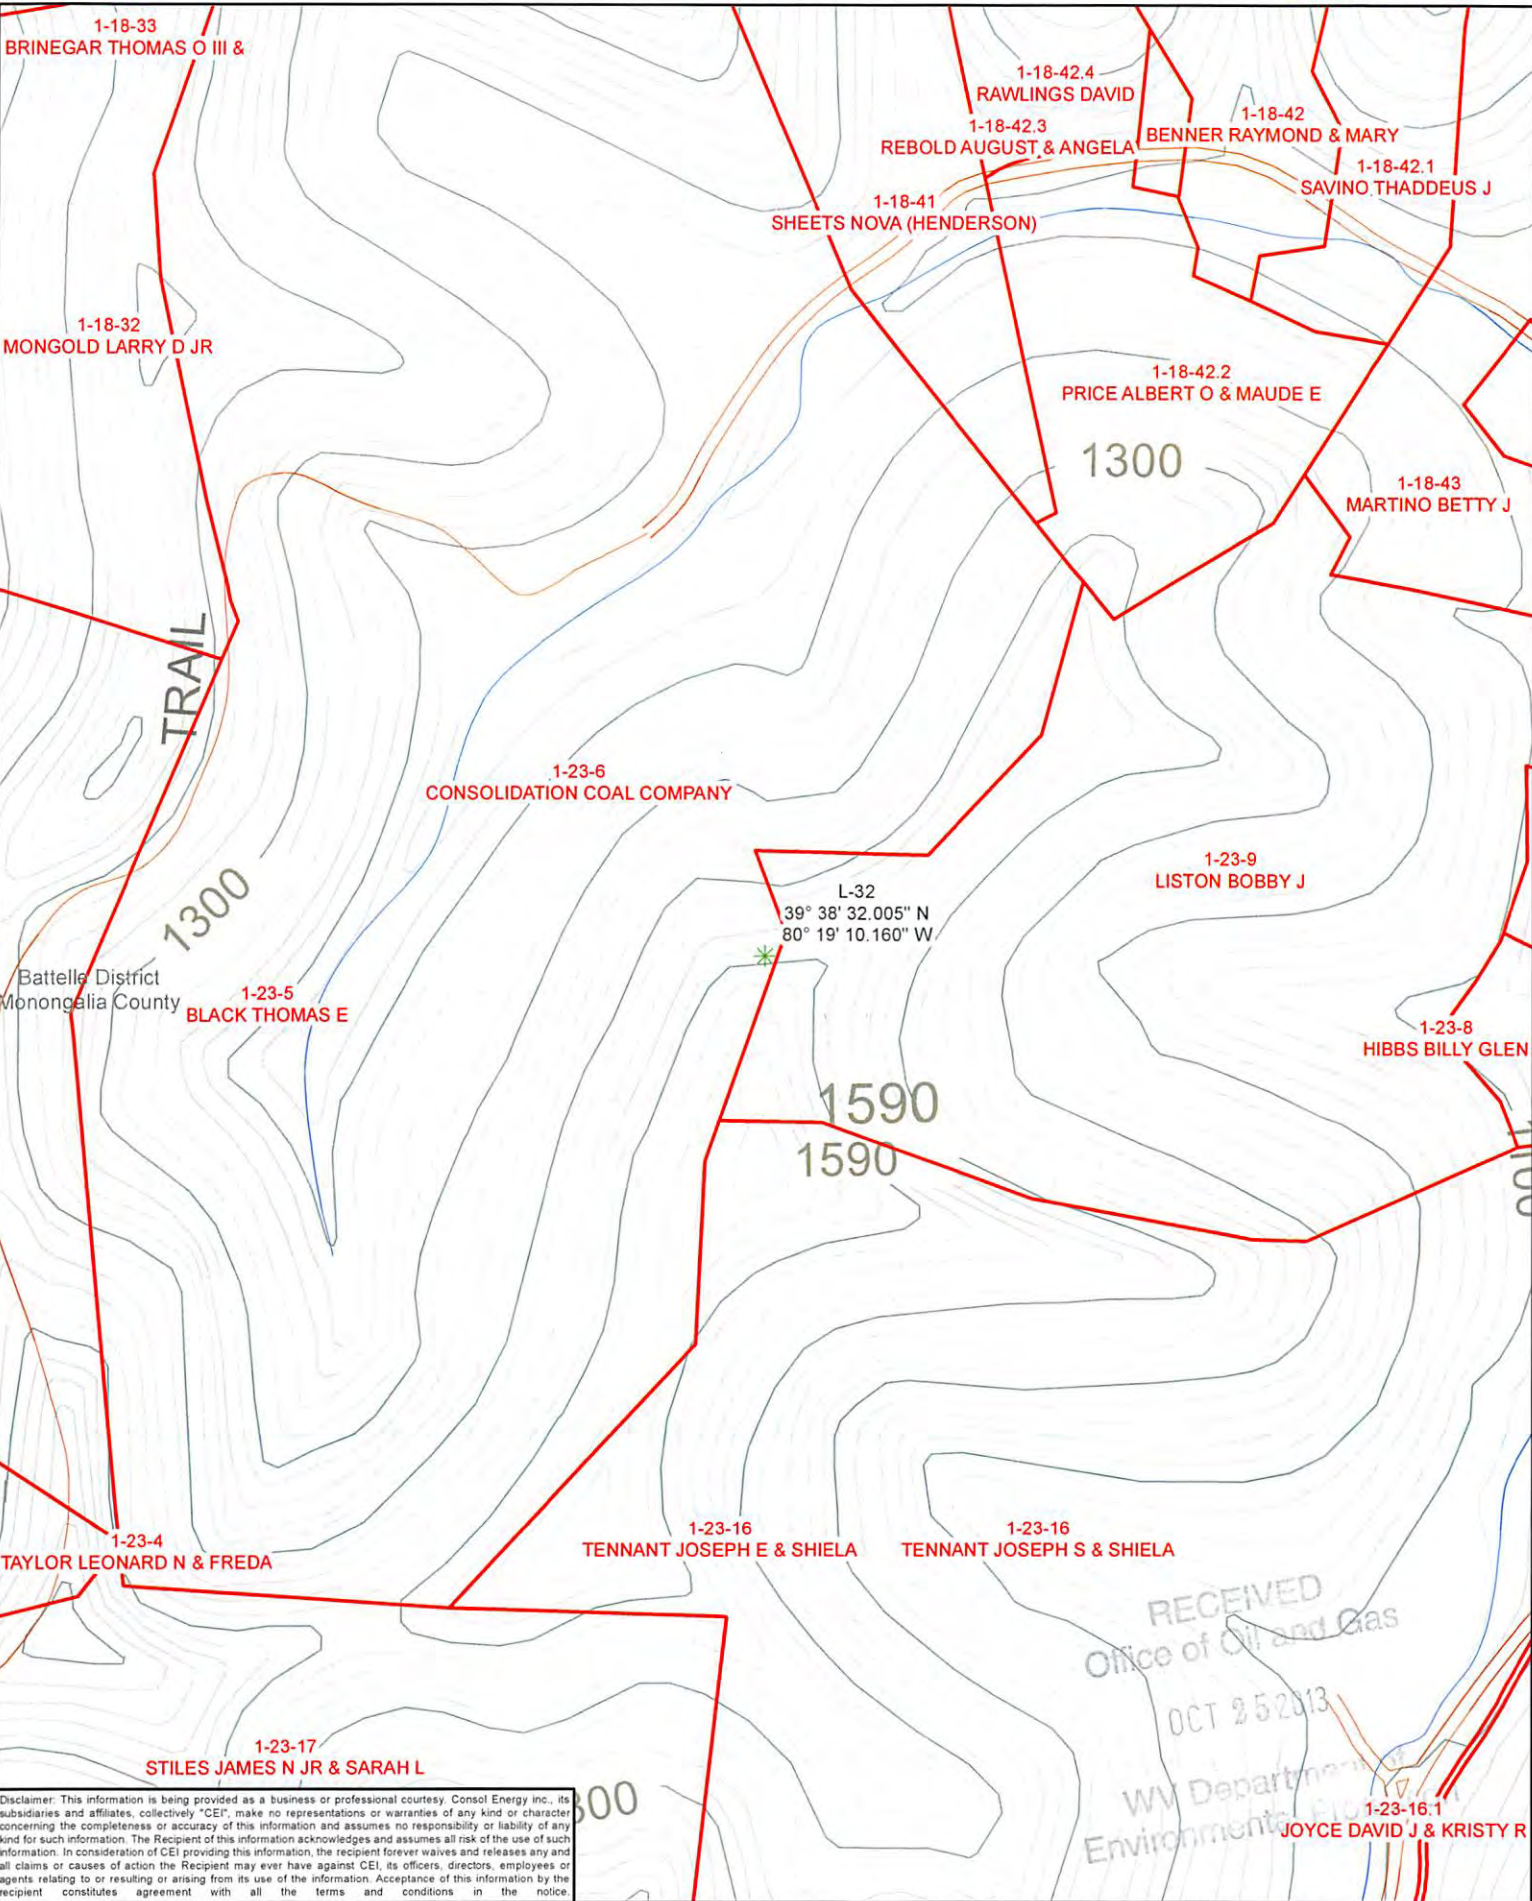 1-18-33
BRINEGAR THOMAS O III &
1-18-42.4
RAWLINGS DAVID
1-18-42.3
REBOLD AUGUST & ANGELA
1-18-42
BENNER RAYMOND & MARY
1-18-42.1
SAVINO THADDEUS J
1-18-41
SHEETS NOVA (HENDERSON)
1-18-32
MONGOLD LARRY D JR
1-18-42.2
PRICE ALBERT O & MAUDE E
1300
1-18-43
MARTINO BETTY J
TRAIL
1-23-6
CONSOLIDATION COAL COMPANY
1-23-9
LISTON BOBBY J
1300
L-32
39° 38' 32.005" N
80° 19' 10.160" W
Battelle District
Monongalia County
1-23-5
BLACK THOMAS E
1-23-8
HIBBS BILLY GLEN
1590
1590
1100
1-23-4
TAYLOR LEONARD N & FREDA
1-23-16
TENNANT JOSEPH E & SHIELA
1-23-16
TENNANT JOSEPH S & SHIELA
RECEIVED
Office of Oil and Gas
OCT 25 2013
WV Department of
Environmental Protection
1-23-17
STILES JAMES N JR & SARAH L
300
1-23-16.1
JOYCE DAVID J & KRISTY R
Disclaimer: This information is being provided as a business or professional courtesy. Consol Energy inc., its
subsidiaries and affiliates, collectively "CEI", make no representations or warranties of any kind or character
concerning the completeness or accuracy of this information and assumes no responsibility or liability of any
kind for such information. The Recipient of this information acknowledges and assumes all risk of the use of such
information. In consideration of CEI providing this information, the recipient forever waives and releases any and
all claims or causes of action the Recipient may ever have against CEI, its officers, directors, employees or
agents relating to or resulting or arising from its use of the information. Acceptance of this information by the
recipient constitutes agreement with all the terms and conditions in the notice.